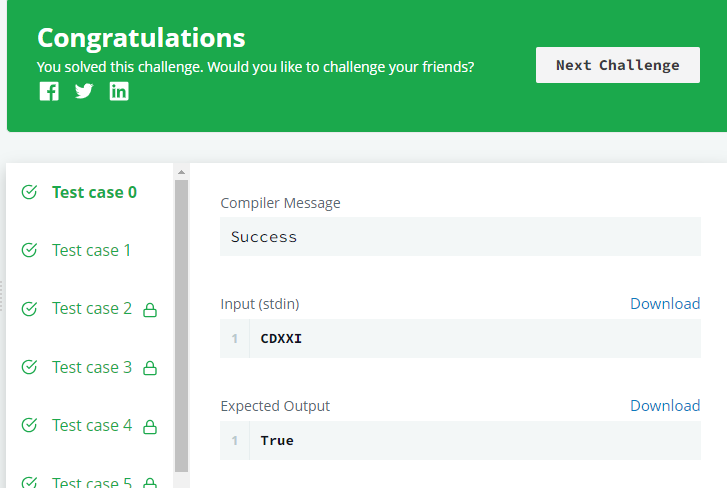 Congratulations
You solved this challenge. Would you like to challenge your friends?
Next Challenge
Test case 0
Test case 1
Test case 2
Test case 3
Test case 4
Test case 5
Compiler Message
Success
Input (stdin)
Download
1 CDXXI
Expected Output
Download
1 True